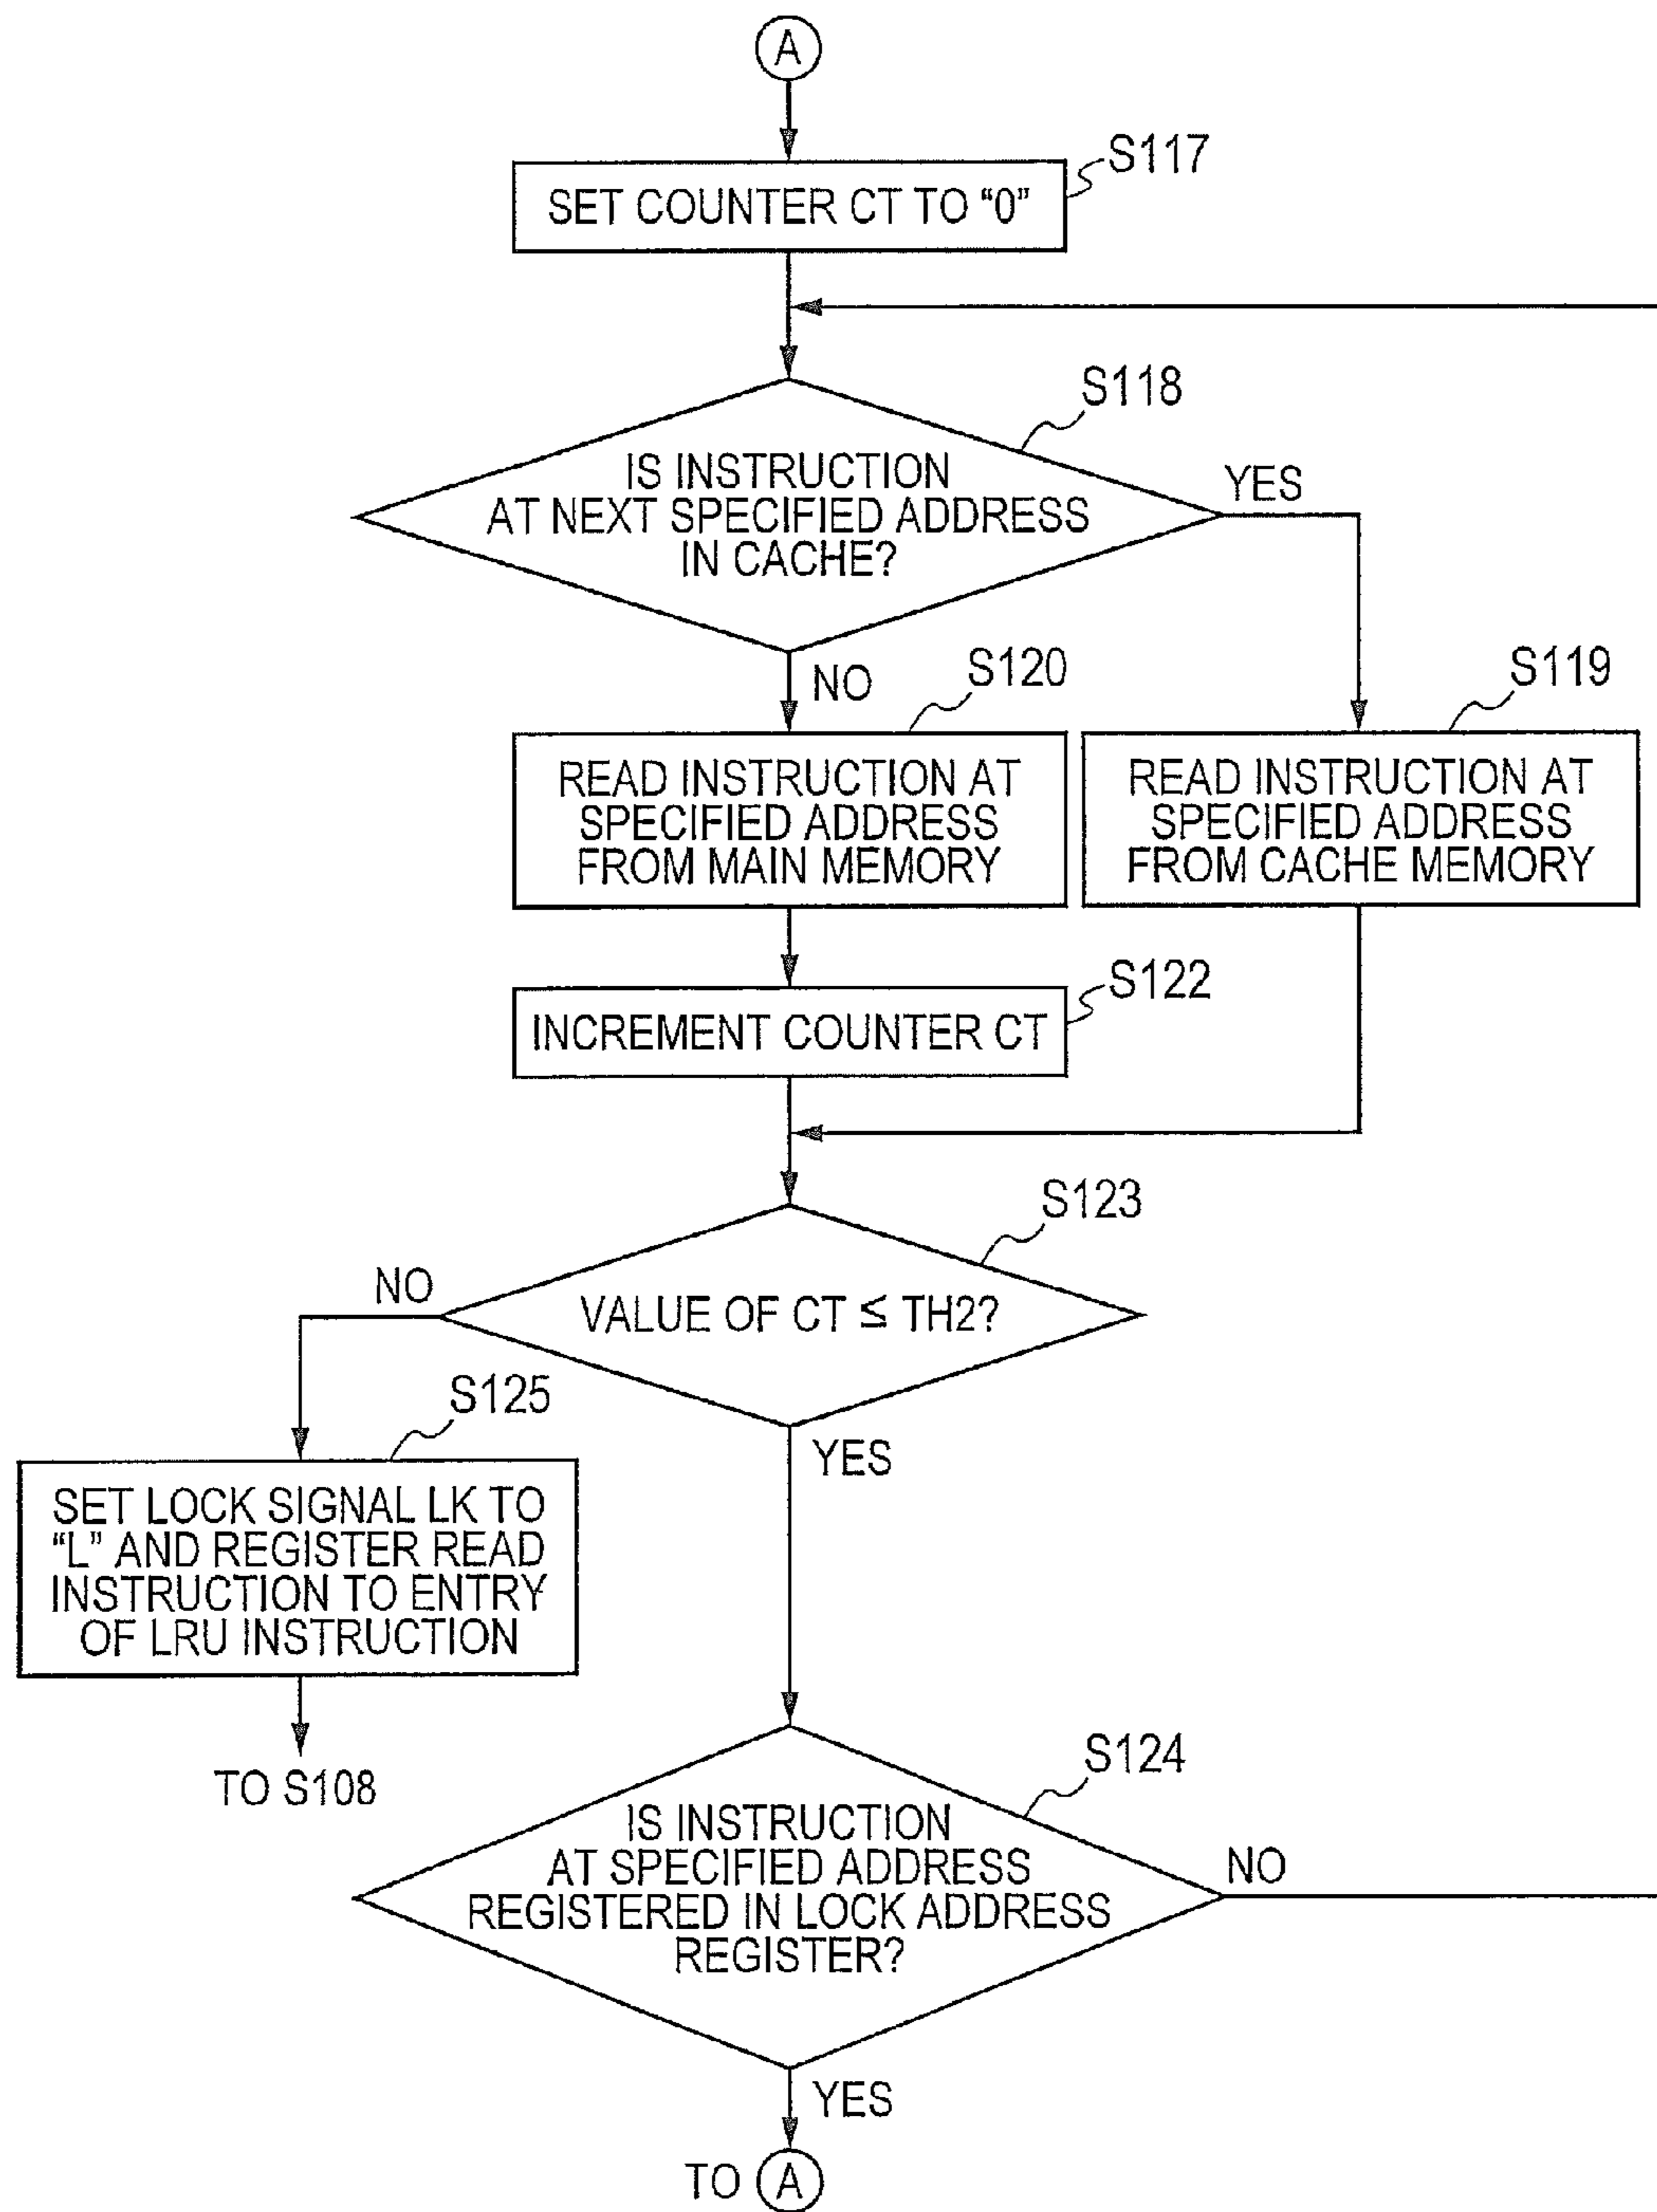 A
S117
SET COUNTER CT TO “0”
S118
IS INSTRUCTION
AT NEXT SPECIFIED ADDRESS
IN CACHE?
YES
NO
S120
S119
READ INSTRUCTION AT
SPECIFIED ADDRESS
FROM MAIN MEMORY
READ INSTRUCTION AT
SPECIFIED ADDRESS
FROM CACHE MEMORY
S122
INCREMENT COUNTER CT
S123
NO
VALUE OF CT ≤ TH2?
YES
S125
SET LOCK SIGNAL LK TO
“L” AND REGISTER READ
INSTRUCTION TO ENTRY
OF LRU INSTRUCTION
TO S108
S124
IS INSTRUCTION
AT SPECIFIED ADDRESS
REGISTERED IN LOCK ADDRESS
REGISTER?
NO
YES
TO A